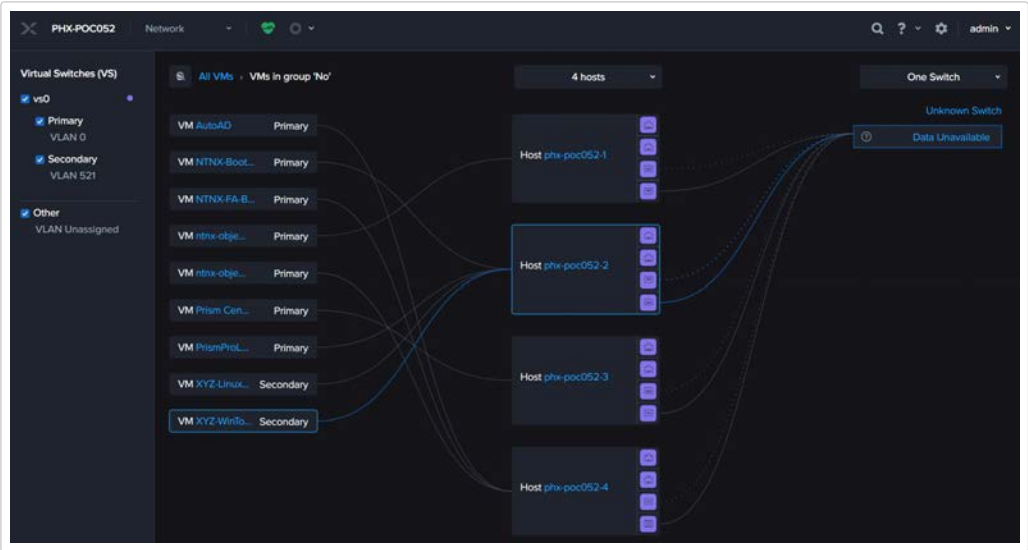 PHX-POC052 Network ? admin
Virtual Switches (VS)
vs0
Primary
VLAN 0
Secondary
VLAN 521
Other
VLAN Unassigned
All VMs › VMs in group 'No'
4 hosts
One Switch
VM AutoAD Primary
VM NTNX-Boot... Primary
VM NTNX-FA-B... Primary
VM ntnx-obje... Primary
VM ntnx-obje... Primary
VM Prism Cen... Primary
VM PrismProL... Primary
VM XYZ-Linux... Secondary
VM XYZ-WinTo... Secondary
Host phx-poc052-1
Host phx-poc052-2
Host phx-poc052-3
Host phx-poc052-4
Unknown Switch
? Data Unavailable